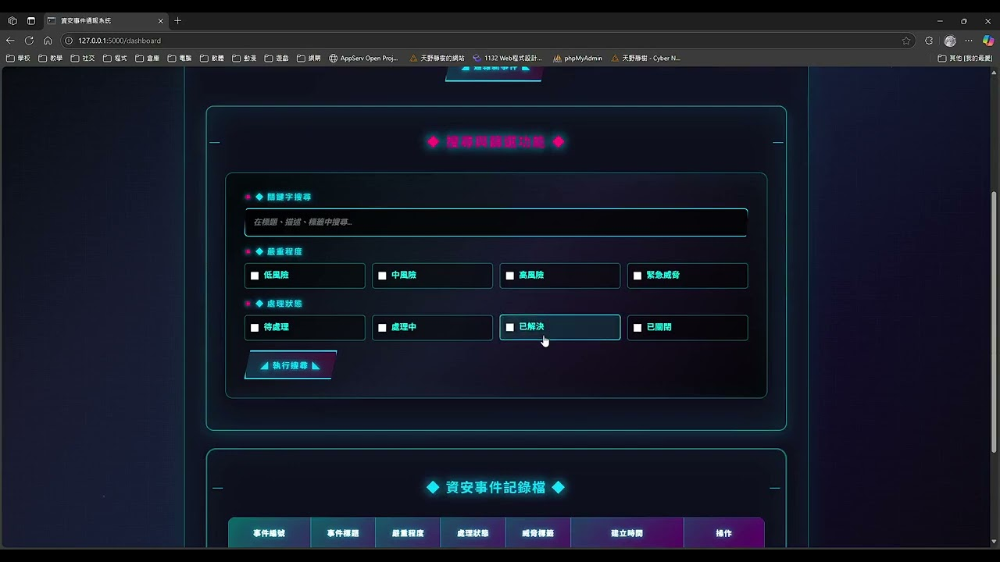 資安事件通報系統
127.0.0.1:5000/dashboard
學校 教學 社交 程式 倉庫 電腦 軟體 動漫 遊戲 網購 AppServ Open Proj... 天野靜樹的網站 1132 Web程式設計... phpMyAdmin 天野靜樹 - Cyber N... 其他 [我的最愛]
通報新事件
搜尋與篩選功能
關鍵字搜尋
在標題、描述、標籤中搜尋...
嚴重程度
低風險 中風險 高風險 緊急威脅
處理狀態
待處理 處理中 已解決 已關閉
執行搜尋
資安事件記錄檔
事件編號 事件標題 嚴重程度 處理狀態 威脅標籤 建立時間 操作